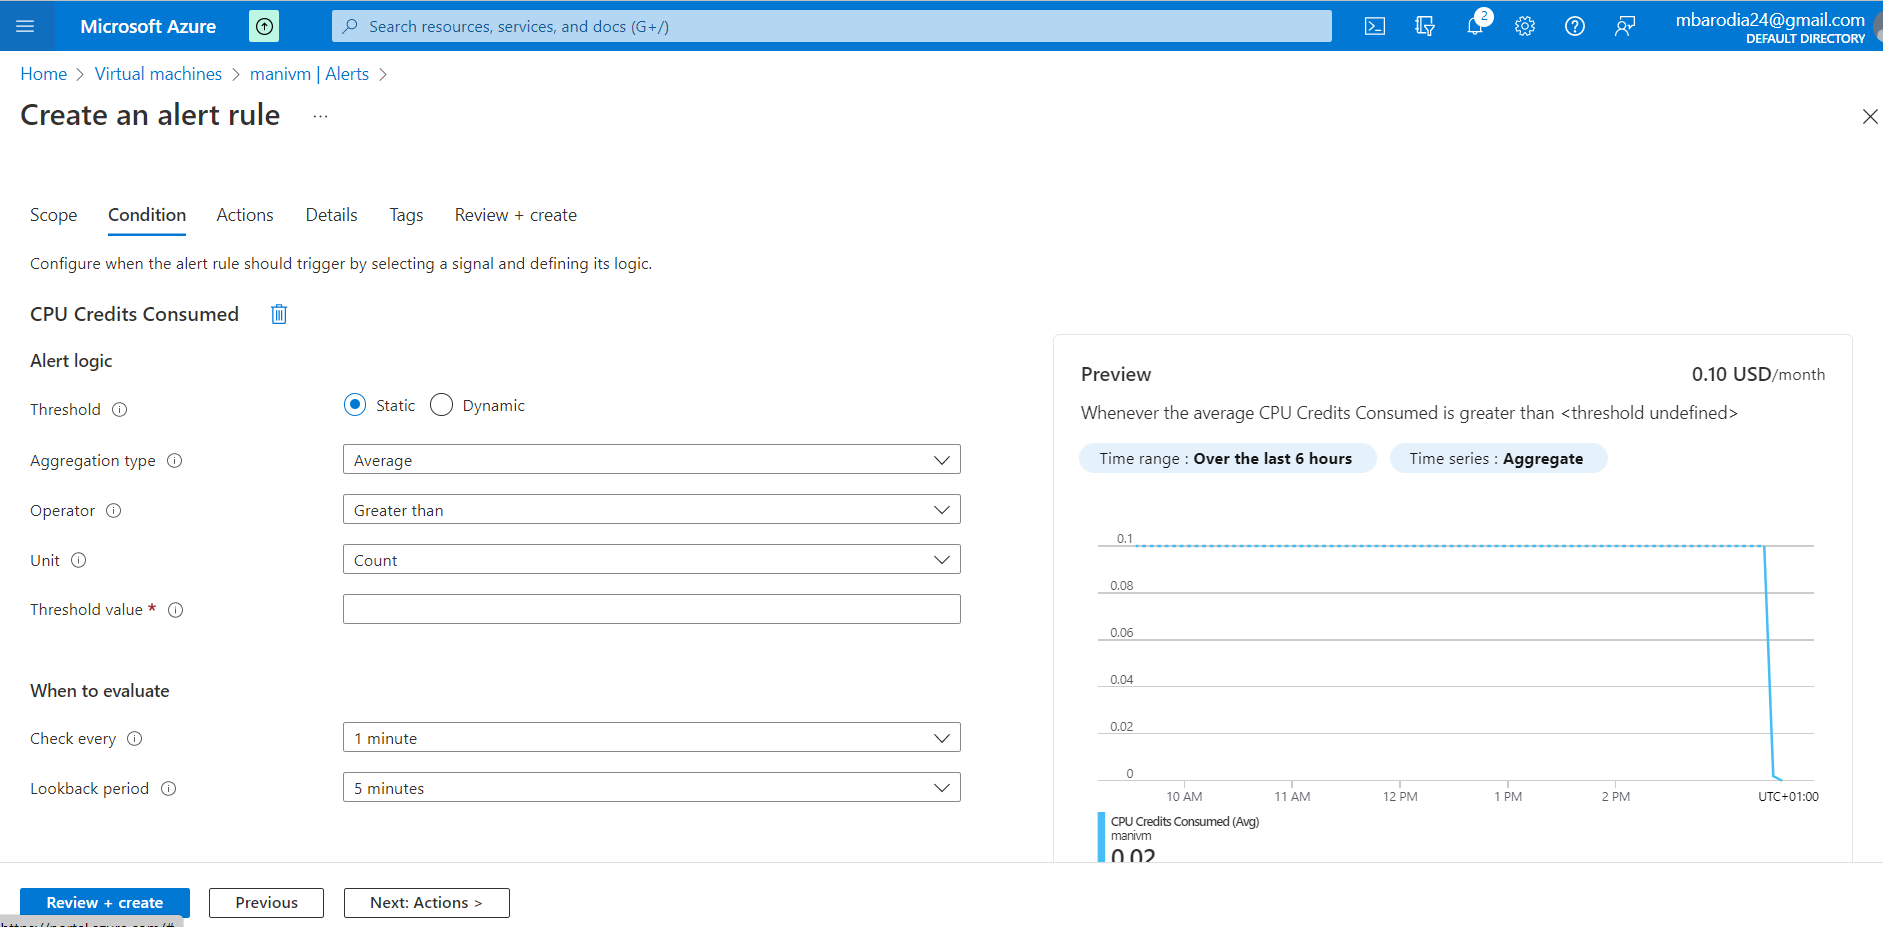 Microsoft Azure
Search resources, services, and docs (G+/)
2
mbarodia24@gmail.com
DEFAULT DIRECTORY
Home > Virtual machines > manivm | Alerts >
Create an alert rule ...
Scope Condition Actions Details Tags Review + create
Configure when the alert rule should trigger by selecting a signal and defining its logic.
CPU Credits Consumed
Alert logic
Threshold Static Dynamic
Aggregation type Average
Operator Greater than
Unit Count
Threshold value *
When to evaluate
Check every 1 minute
Lookback period 5 minutes
Preview 0.10 USD/month
Whenever the average CPU Credits Consumed is greater than <threshold undefined>
Time range : Over the last 6 hours Time series : Aggregate
0.1
0.08
0.06
0.04
0.02
0
10 AM 11 AM 12 PM 1 PM 2 PM UTC+01:00
CPU Credits Consumed (Avg)
manivm
0.02
Review + create Previous Next: Actions >
https://portal.azure.com/#